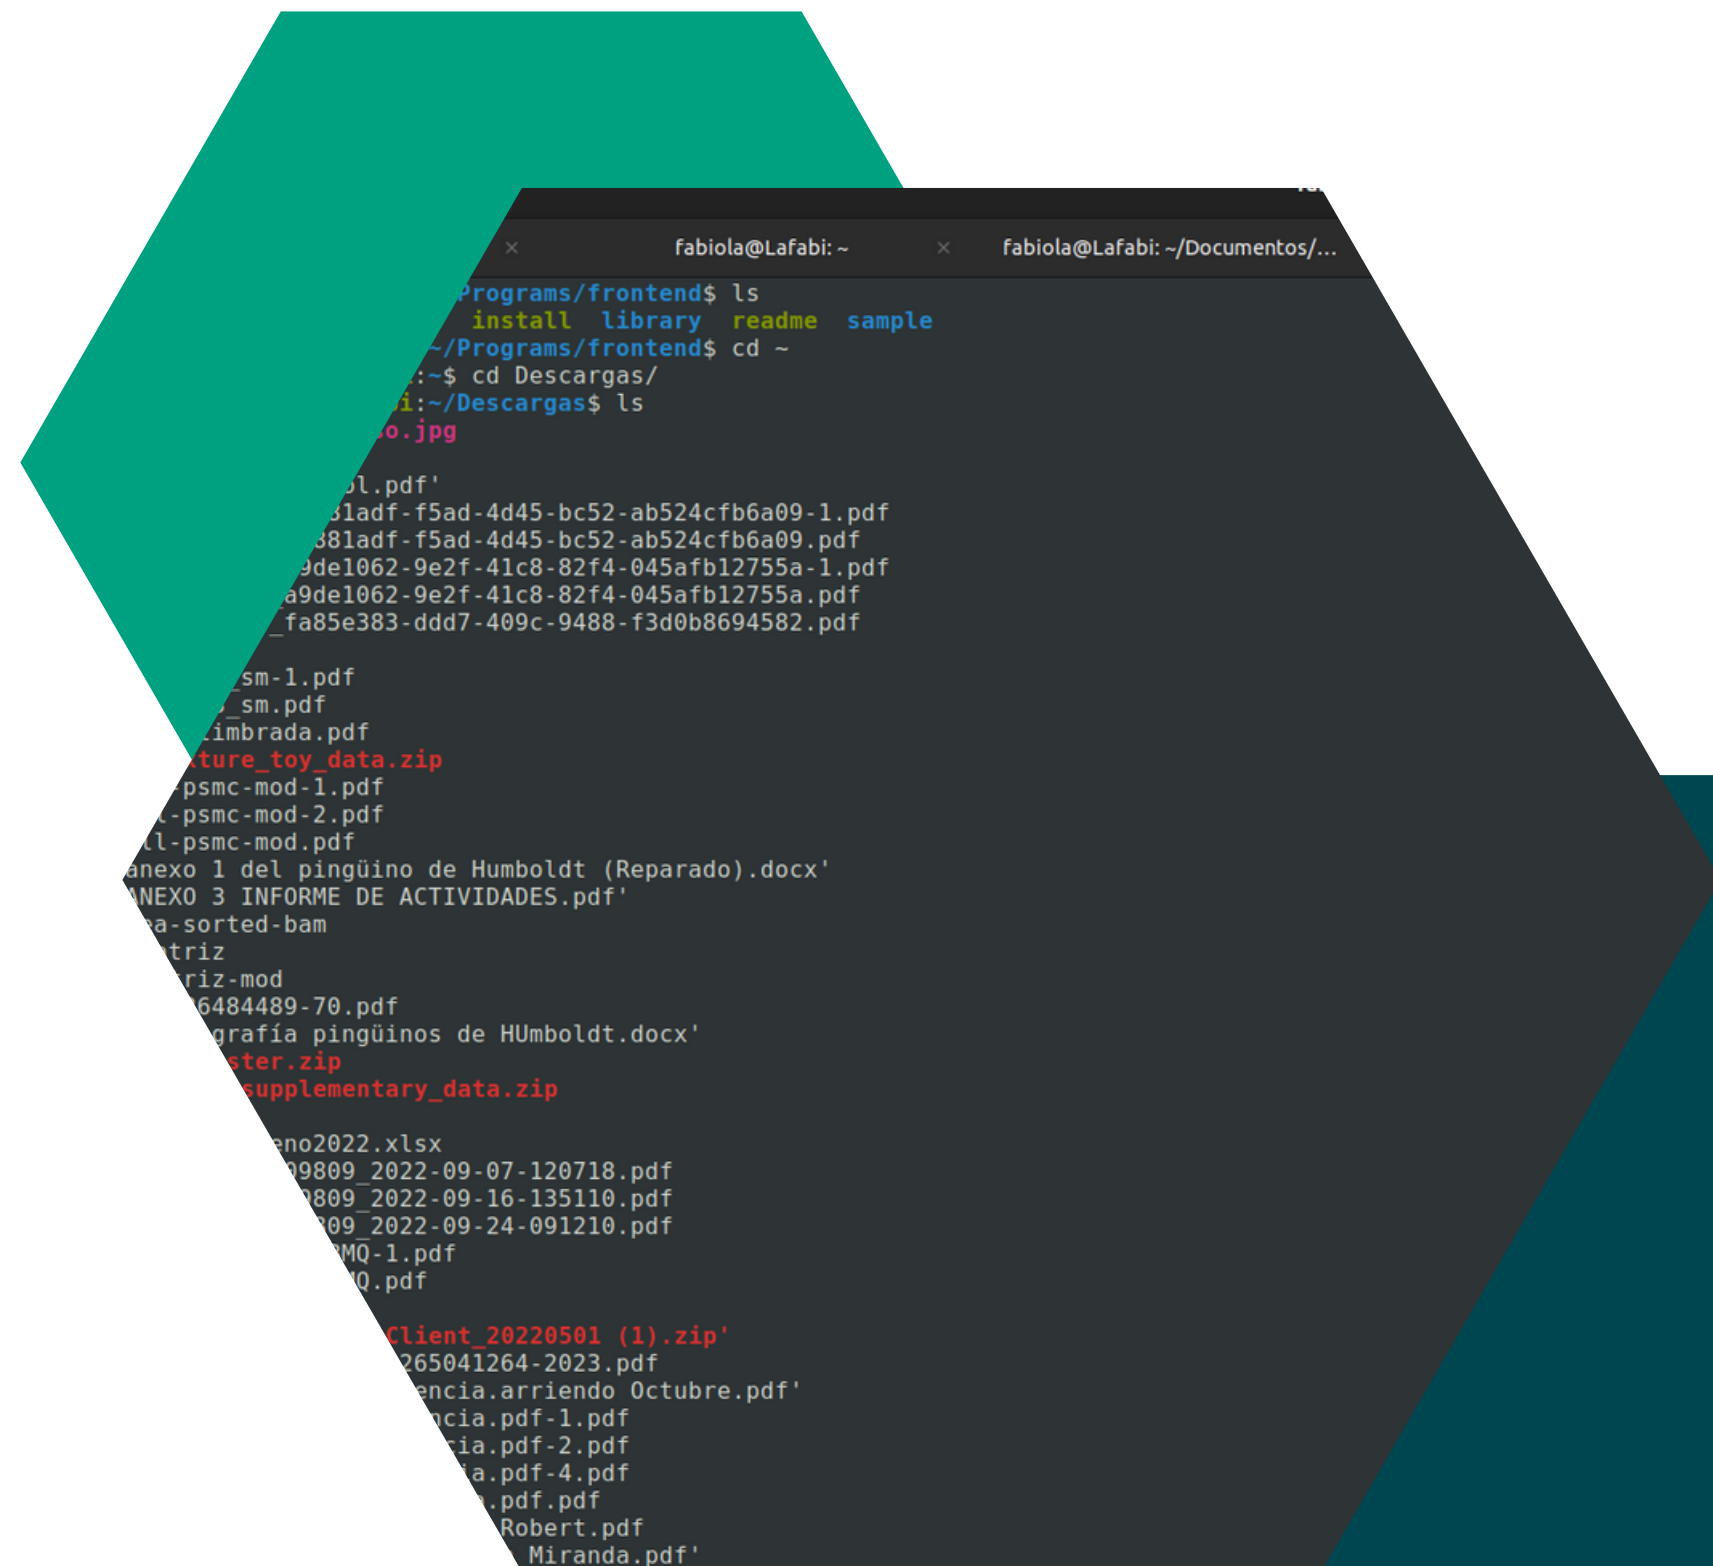 fabiola@Lafabi: ~ fabiola@Lafabi: ~/Documentos/...
Programs/frontend$ ls
install library readme sample
~/Programs/frontend$ cd ~
:~$ cd Descargas/
i:~/Descargas$ ls
o.jpg
l.pdf'
81adf-f5ad-4d45-bc52-ab524cfb6a09-1.pdf
881adf-f5ad-4d45-bc52-ab524cfb6a09.pdf
9de1062-9e2f-41c8-82f4-045afb12755a-1.pdf
a9de1062-9e2f-41c8-82f4-045afb12755a.pdf
_fa85e383-ddd7-409c-9488-f3d0b8694582.pdf
_sm-1.pdf
_sm.pdf
timbrada.pdf
ture_toy_data.zip
-psmc-mod-1.pdf
l-psmc-mod-2.pdf
ll-psmc-mod.pdf
anexo 1 del pingüino de Humboldt (Reparado).docx'
ANEXO 3 INFORME DE ACTIVIDADES.pdf'
ea-sorted-bam
triz
riz-mod
6484489-70.pdf
grafía pingüinos de HUmboldt.docx'
ster.zip
supplementary_data.zip
eno2022.xlsx
09809_2022-09-07-120718.pdf
9809_2022-09-16-135110.pdf
809_2022-09-24-091210.pdf
MQ-1.pdf
Q.pdf
Client_20220501 (1).zip'
265041264-2023.pdf
encia.arriendo Octubre.pdf'
ncia.pdf-1.pdf
cia.pdf-2.pdf
ia.pdf-4.pdf
.pdf.pdf
Robert.pdf
Miranda.pdf'